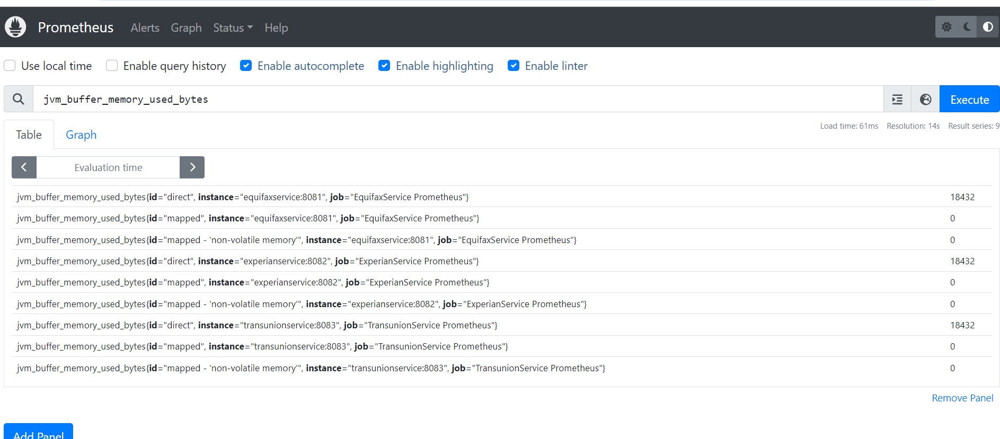 Prometheus Alerts Graph Status Help
Use local time Enable query history Enable autocomplete Enable highlighting Enable linter
jvm_buffer_memory_used_bytes Execute
Table Graph Load time: 61ms Resolution: 14s Result series: 9
Evaluation time
jvm_buffer_memory_used_bytes{id="direct", instance="equifaxservice:8081", job="EquifaxService Prometheus"} 18432
jvm_buffer_memory_used_bytes{id="mapped", instance="equifaxservice:8081", job="EquifaxService Prometheus"} 0
jvm_buffer_memory_used_bytes{id="mapped - 'non-volatile memory'", instance="equifaxservice:8081", job="EquifaxService Prometheus"} 0
jvm_buffer_memory_used_bytes{id="direct", instance="experianservice:8082", job="ExperianService Prometheus"} 18432
jvm_buffer_memory_used_bytes{id="mapped", instance="experianservice:8082", job="ExperianService Prometheus"} 0
jvm_buffer_memory_used_bytes{id="mapped - 'non-volatile memory'", instance="experianservice:8082", job="ExperianService Prometheus"} 0
jvm_buffer_memory_used_bytes{id="direct", instance="transunionservice:8083", job="TransunionService Prometheus"} 18432
jvm_buffer_memory_used_bytes{id="mapped", instance="transunionservice:8083", job="TransunionService Prometheus"} 0
jvm_buffer_memory_used_bytes{id="mapped - 'non-volatile memory'", instance="transunionservice:8083", job="TransunionService Prometheus"} 0
Remove Panel
Add Panel